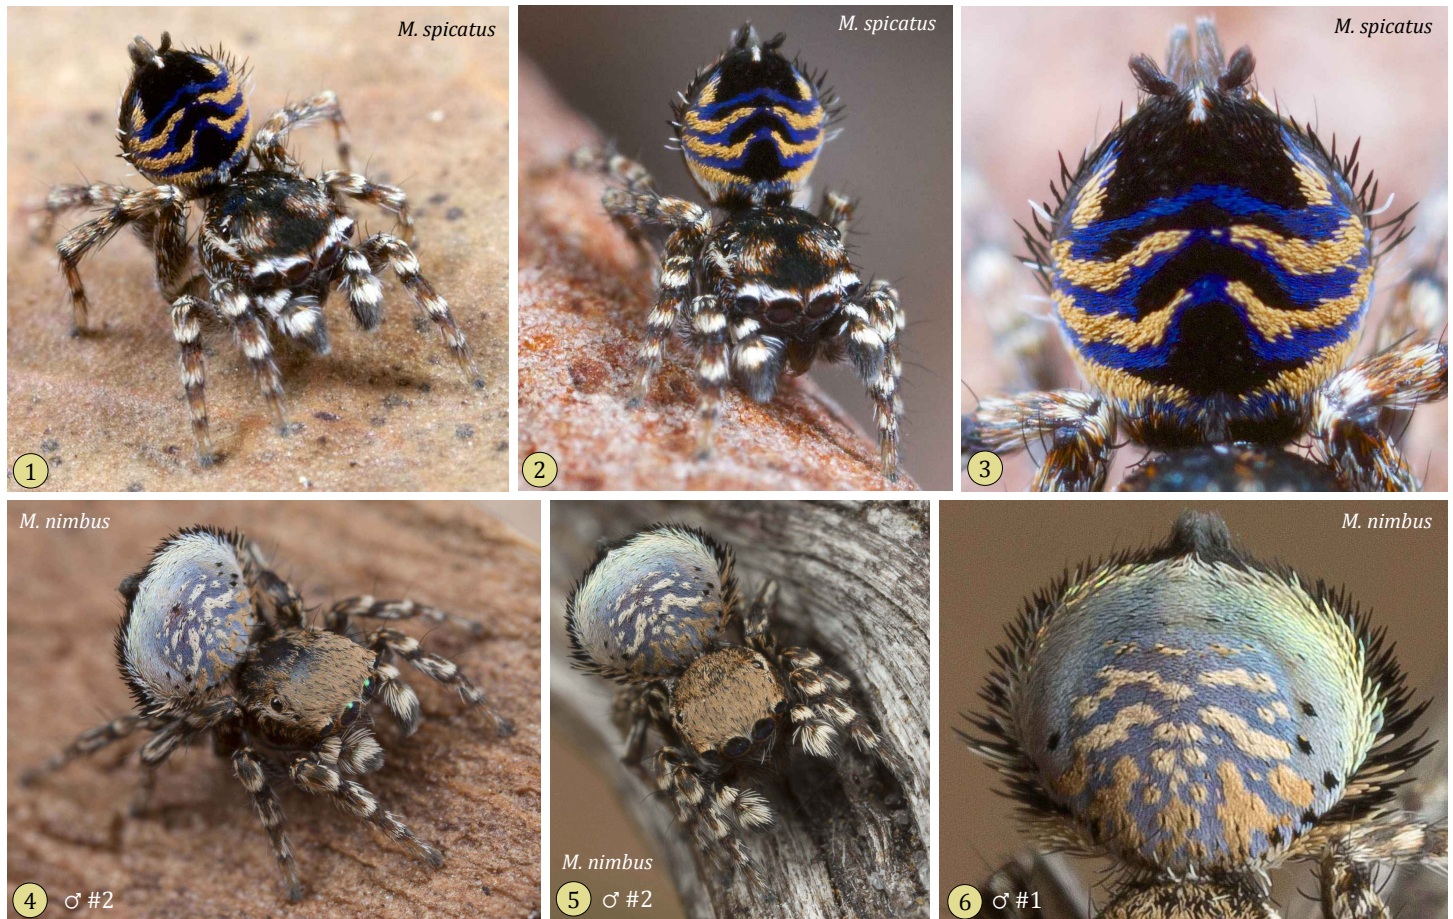 M. spicatus
1
M. spicatus
2
M. spicatus
3
M. nimbus
4 ♂ #2
M. nimbus
5 ♂ #2
M. nimbus
6 ♂ #1